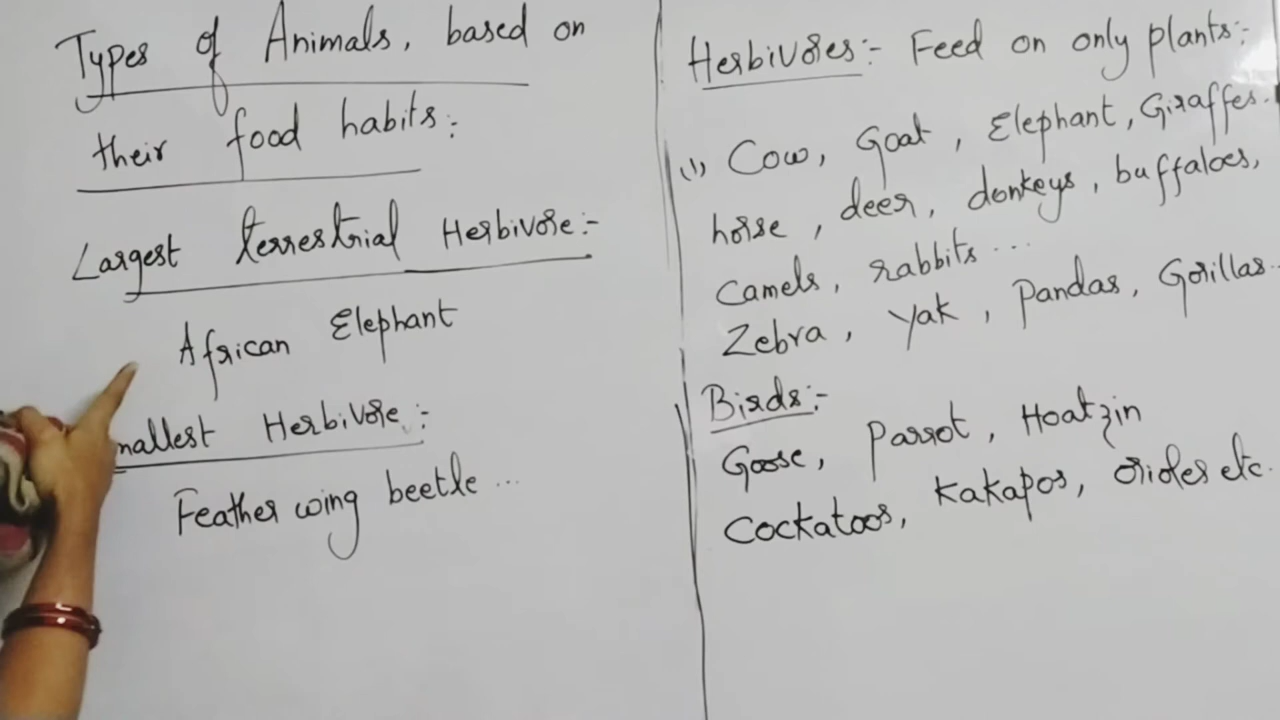 Types of Animals, based on
their food habits:
Largest terrestrial Herbivore:-
African Elephant
mallest Herbivore:-
Feather wing beetle ...
Herbivores:- Feed on only plants:-
(1) Cow, Goat, Elephant, Giraffes.
horse, deer, donkeys, buffaloes,
Camels, rabbits ...
Zebra, Yak, Pandas, Gorillas..
Birds:-
Goose, Parrot, Hoatzin
Cockatoos, Kakapos, Orioles etc.